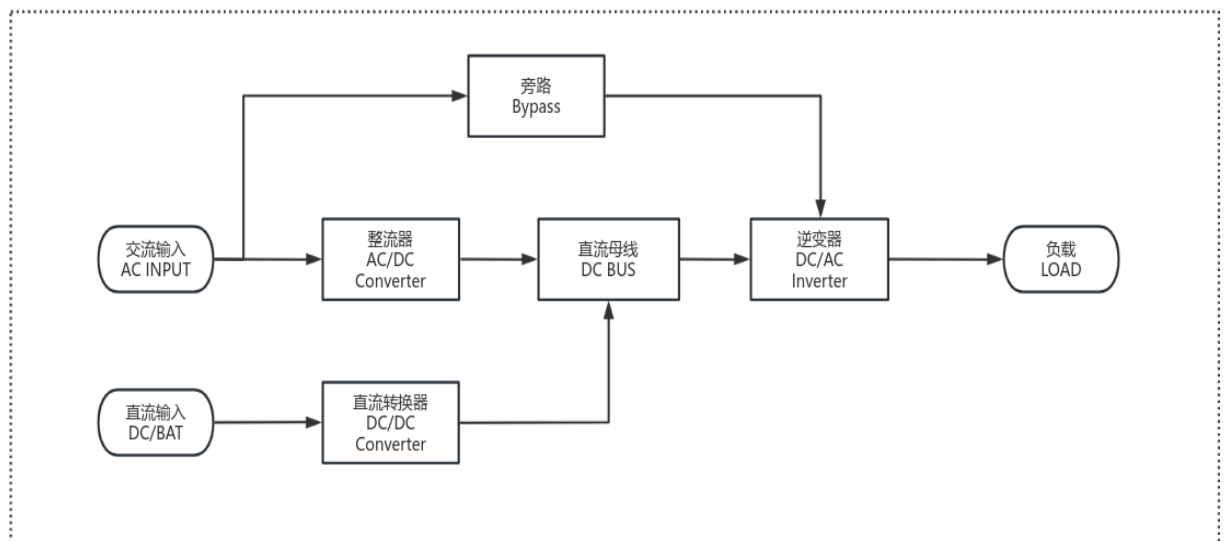 旁路
Bypass
交流输入
AC INPUT
整流器
AC/DC
Converter
直流母线
DC BUS
逆变器
DC/AC
Inverter
负载
LOAD
直流输入
DC/BAT
直流转换器
DC/DC
Converter